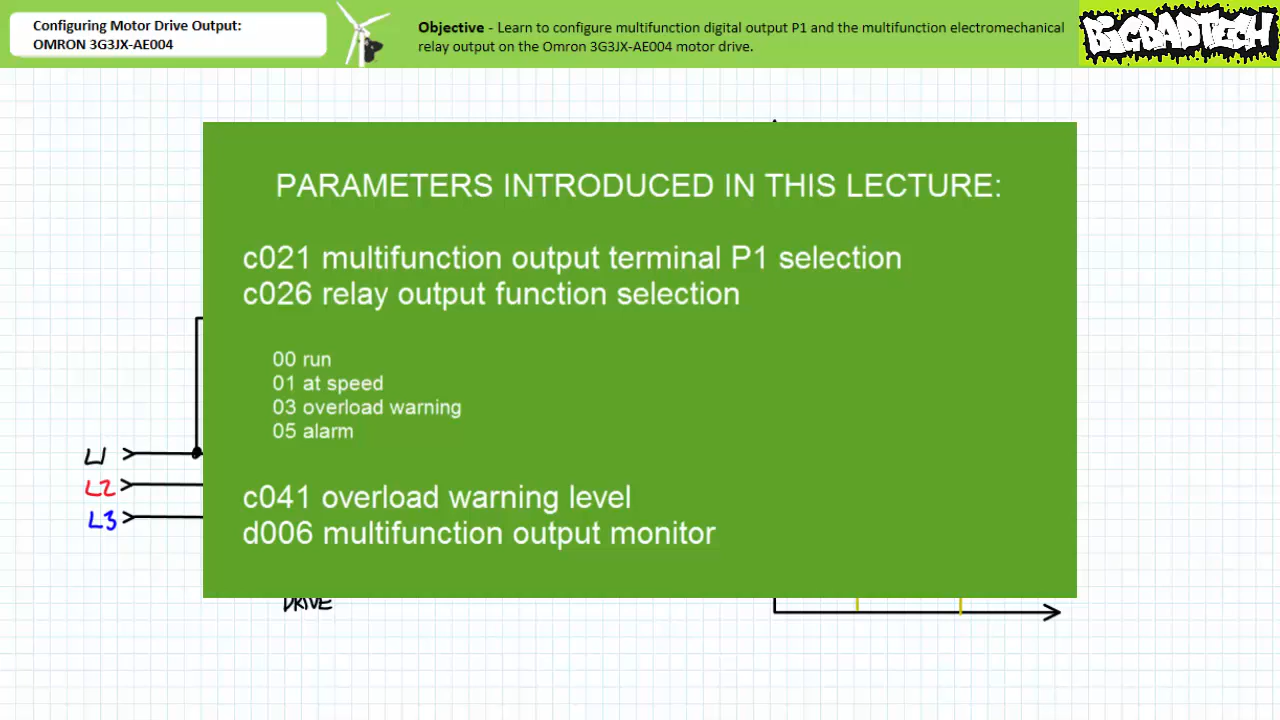 Configuring Motor Drive Output:
OMRON 3G3JX-AE004
Objective - Learn to configure multifunction digital output P1 and the multifunction electromechanical
relay output on the Omron 3G3JX-AE004 motor drive.
BIGBADTECH
PARAMETERS INTRODUCED IN THIS LECTURE:
c021 multifunction output terminal P1 selection
c026 relay output function selection
00 run
01 at speed
03 overload warning
05 alarm
c041 overload warning level
d006 multifunction output monitor
L1
L2
L3
DRIVE